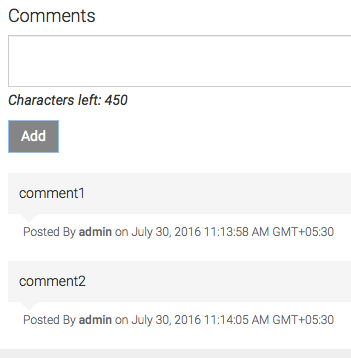 Comments
Characters left: 450
Add
comment1
Posted By admin on July 30, 2016 11:13:58 AM GMT+05:30
comment2
Posted By admin on July 30, 2016 11:14:05 AM GMT+05:30